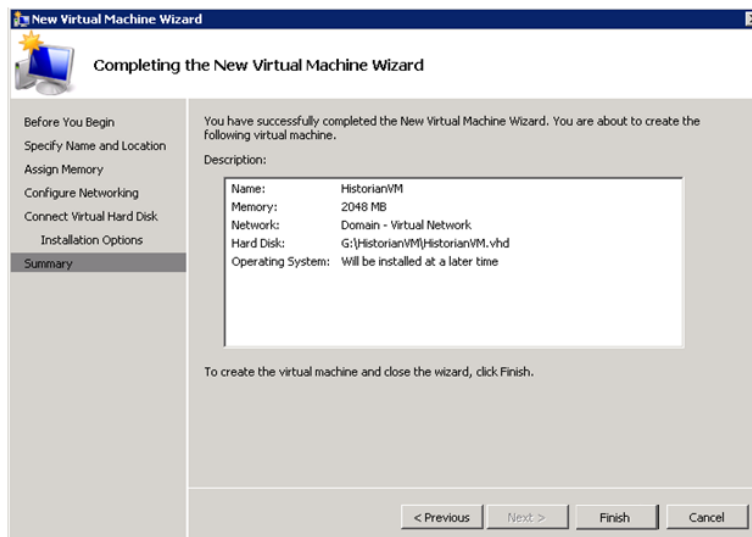 New Virtual Machine Wizard
Completing the New Virtual Machine Wizard
Before You Begin
Specify Name and Location
Assign Memory
Configure Networking
Connect Virtual Hard Disk
Installation Options
Summary
You have successfully completed the New Virtual Machine Wizard. You are about to create the
following virtual machine.
Description:
Name: HistorianVM
Memory: 2048 MB
Network: Domain - Virtual Network
Hard Disk: G:\HistorianVM\HistorianVM.vhd
Operating System: Will be installed at a later time
To create the virtual machine and close the wizard, click Finish.
< Previous
Next >
Finish
Cancel